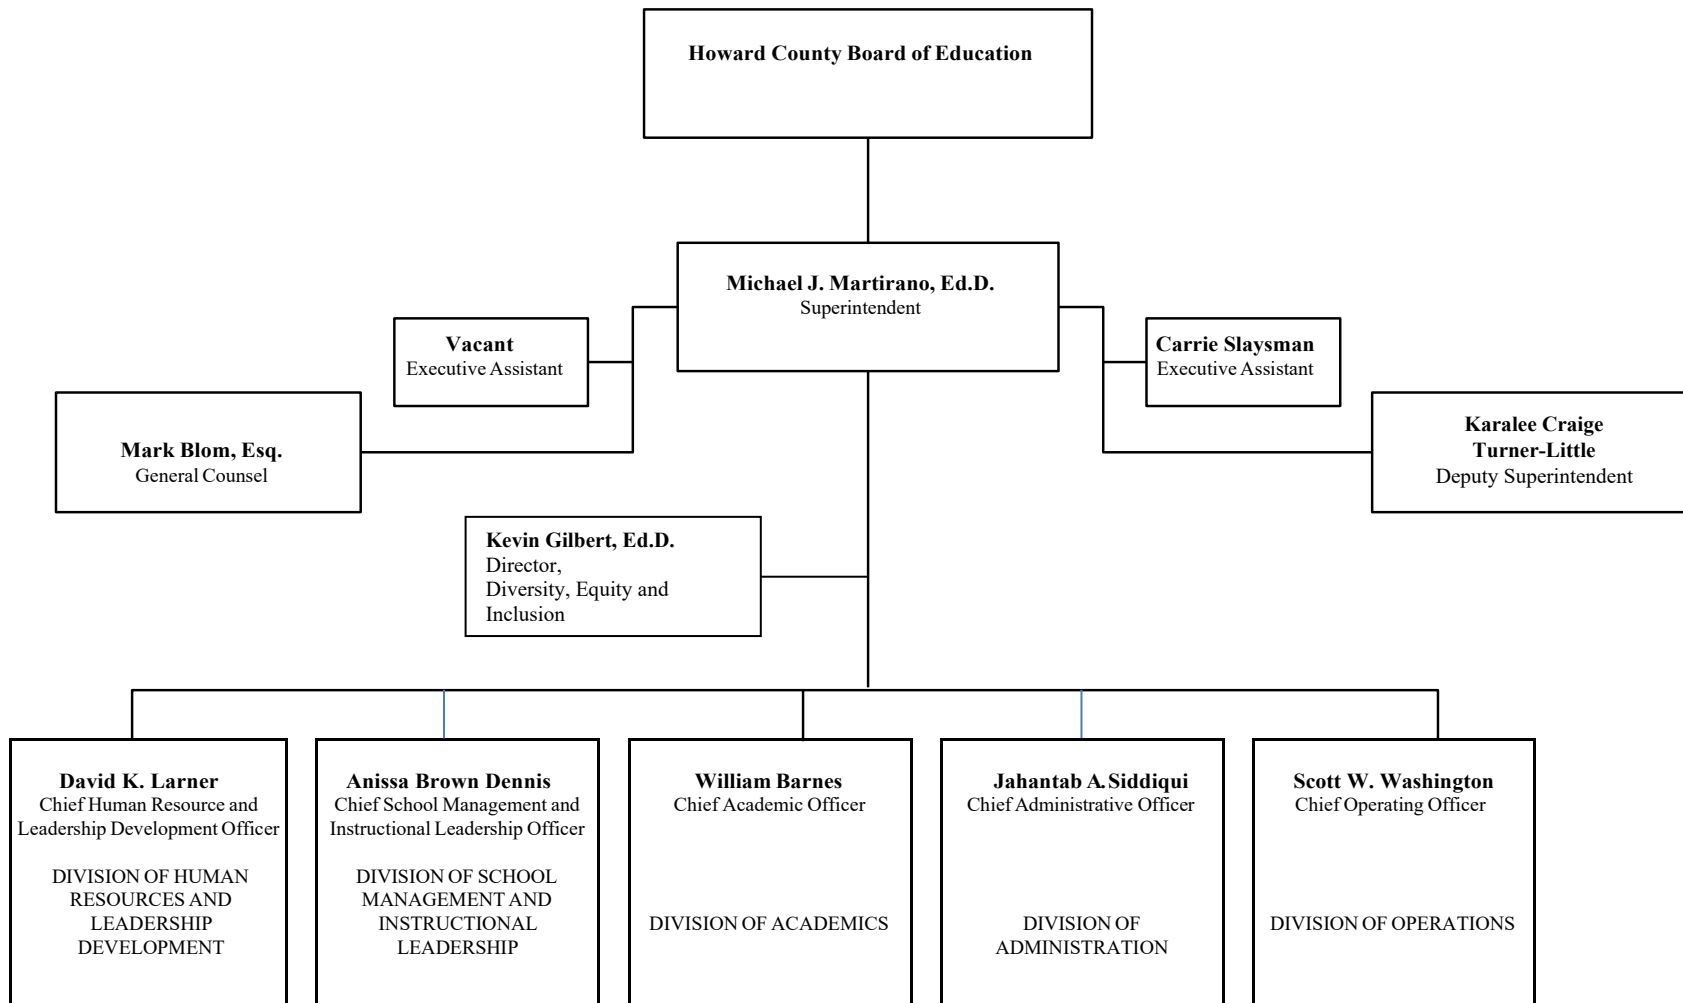 Howard County Board of Education
Michael J. Martirano, Ed.D.
Superintendent
Vacant
Executive Assistant
Carrie Slaysman
Executive Assistant
Mark Blom, Esq.
General Counsel
Karalee Craige
Turner-Little
Deputy Superintendent
Kevin Gilbert, Ed.D.
Director,
Diversity, Equity and
Inclusion
David K. Larner
Chief Human Resource and
Leadership Development Officer
DIVISION OF HUMAN
RESOURCES AND
LEADERSHIP
DEVELOPMENT
Anissa Brown Dennis
Chief School Management and
Instructional Leadership Officer
DIVISION OF SCHOOL
MANAGEMENT AND
INSTRUCTIONAL
LEADERSHIP
William Barnes
Chief Academic Officer
DIVISION OF ACADEMICS
Jahantab A. Siddiqui
Chief Administrative Officer
DIVISION OF
ADMINISTRATION
Scott W. Washington
Chief Operating Officer
DIVISION OF OPERATIONS